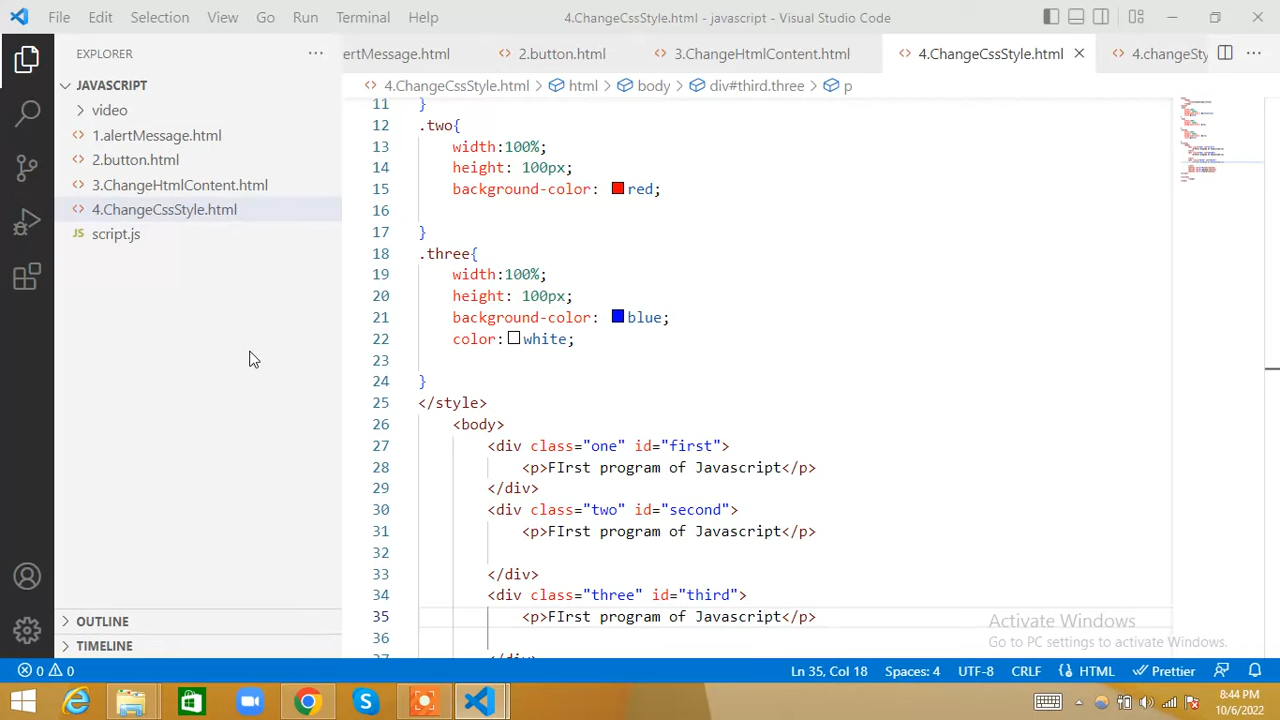 File Edit Selection View Go Run Terminal Help 4.ChangeCssStyle.html - javascript - Visual Studio Code
EXPLORER
ertMessage.html 2.button.html 3.ChangeHtmlContent.html 4.ChangeCssStyle.html 4.changeSty
JAVASCRIPT
4.ChangeCssStyle.html html body div#third.three p
video
1.alertMessage.html
2.button.html
3.ChangeHtmlContent.html
4.ChangeCssStyle.html
JS script.js
OUTLINE
TIMELINE
11 }
12 .two{
13 width:100%;
14 height: 100px;
15 background-color: red;
16
17 }
18 .three{
19 width:100%;
20 height: 100px;
21 background-color: blue;
22 color: white;
23
24 }
25 </style>
26 <body>
27 <div class="one" id="first">
28 <p>FIrst program of Javascript</p>
29 </div>
30 <div class="two" id="second">
31 <p>FIrst program of Javascript</p>
32
33 </div>
34 <div class="three" id="third">
35 <p>FIrst program of Javascript</p>
36
37 </div>
Activate Windows
Go to PC settings to activate Windows.
0 0 Ln 35, Col 18 Spaces: 4 UTF-8 CRLF HTML Prettier
8:44 PM
10/6/2022